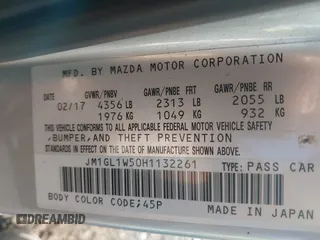 MFD. BY MAZDA MOTOR CORPORATION
DATE GVWR/PNBV GAWR/PNBE FRT GAWR/PNBE RR
02/17 4356 LB 2313 LB 2055 LB
1976 KG 1049 KG 932 KG
THIS VEHICLE CONFORMS TO ALL APPLICABLE FEDERAL MOTOR VEHICLE SAFETY,
BUMPER, AND THEFT PREVENTION
STANDARDS IN EFFECT ON THE DATE OF MANUFACTURE SHOWN ABOVE.
JM1GL1W50H1132261 TYPE: PASS CAR
BODY COLOR CODE;45P MADE IN JAPAN
DREAMBID